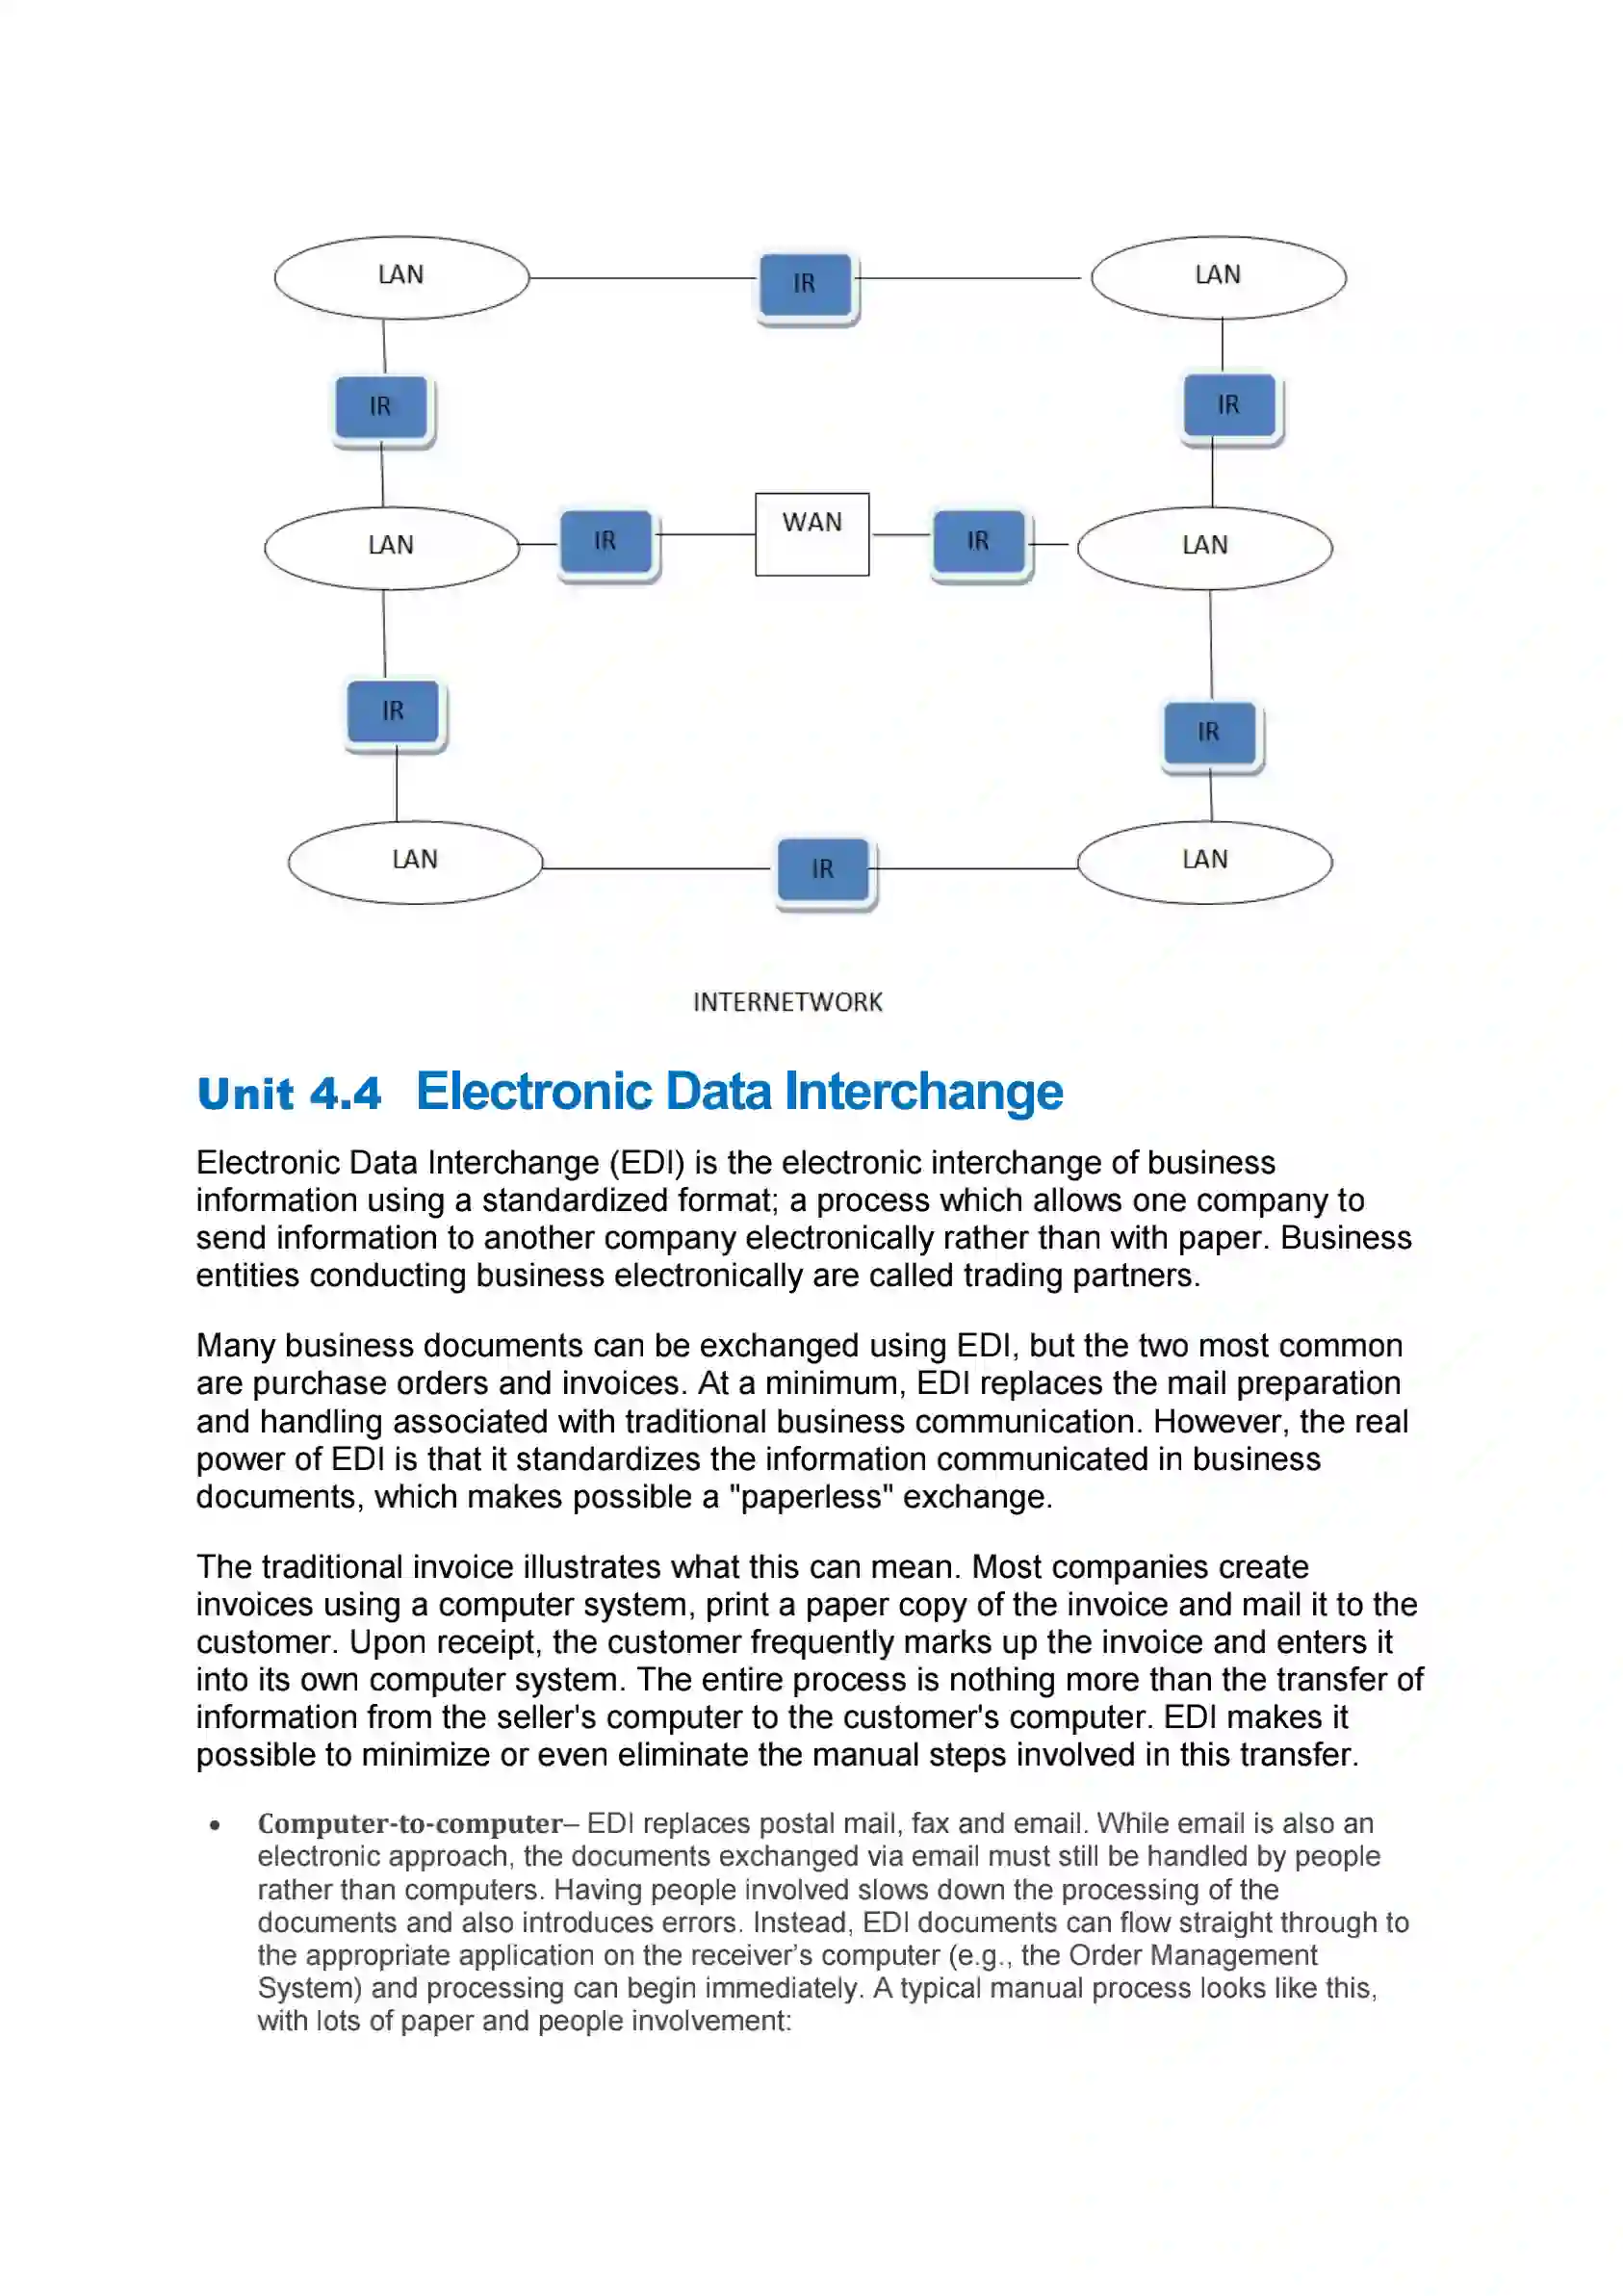 LAN IR LAN
IR IR
LAN IR WAN IR LAN
IR IR
LAN IR LAN
INTERNETWORK
Unit 4.4 Electronic Data Interchange
Electronic Data Interchange (EDI) is the electronic interchange of business
information using a standardized format; a process which allows one company to
send information to another company electronically rather than with paper. Business
entities conducting business electronically are called trading partners.
Many business documents can be exchanged using EDI, but the two most common
are purchase orders and invoices. At a minimum, EDI replaces the mail preparation
and handling associated with traditional business communication. However, the real
power of EDI is that it standardizes the information communicated in business
documents, which makes possible a "paperless" exchange.
The traditional invoice illustrates what this can mean. Most companies create
invoices using a computer system, print a paper copy of the invoice and mail it to the
customer. Upon receipt, the customer frequently marks up the invoice and enters it
into its own computer system. The entire process is nothing more than the transfer of
information from the seller's computer to the customer's computer. EDI makes it
possible to minimize or even eliminate the manual steps involved in this transfer.
• Computer-to-computer– EDI replaces postal mail, fax and email. While email is also an
electronic approach, the documents exchanged via email must still be handled by people
rather than computers. Having people involved slows down the processing of the
documents and also introduces errors. Instead, EDI documents can flow straight through to
the appropriate application on the receiver’s computer (e.g., the Order Management
System) and processing can begin immediately. A typical manual process looks like this,
with lots of paper and people involvement: